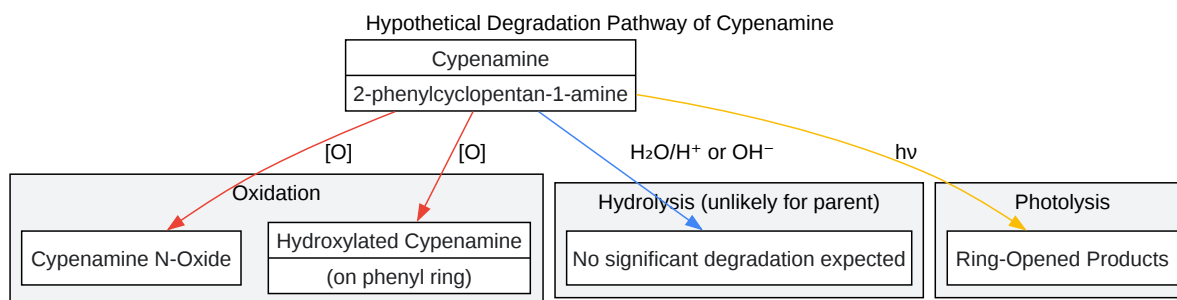 Hypothetical Degradation Pathway of Cypenamine
Cypenamine
2-phenylcyclopentan-1-amine
[O]
[O]
H₂O/H⁺ or OH⁻
hν
Oxidation
Hydrolysis (unlikely for parent)
Photolysis
Cypenamine N-Oxide
Hydroxylated Cypenamine
(on phenyl ring)
No significant degradation expected
Ring-Opened Products